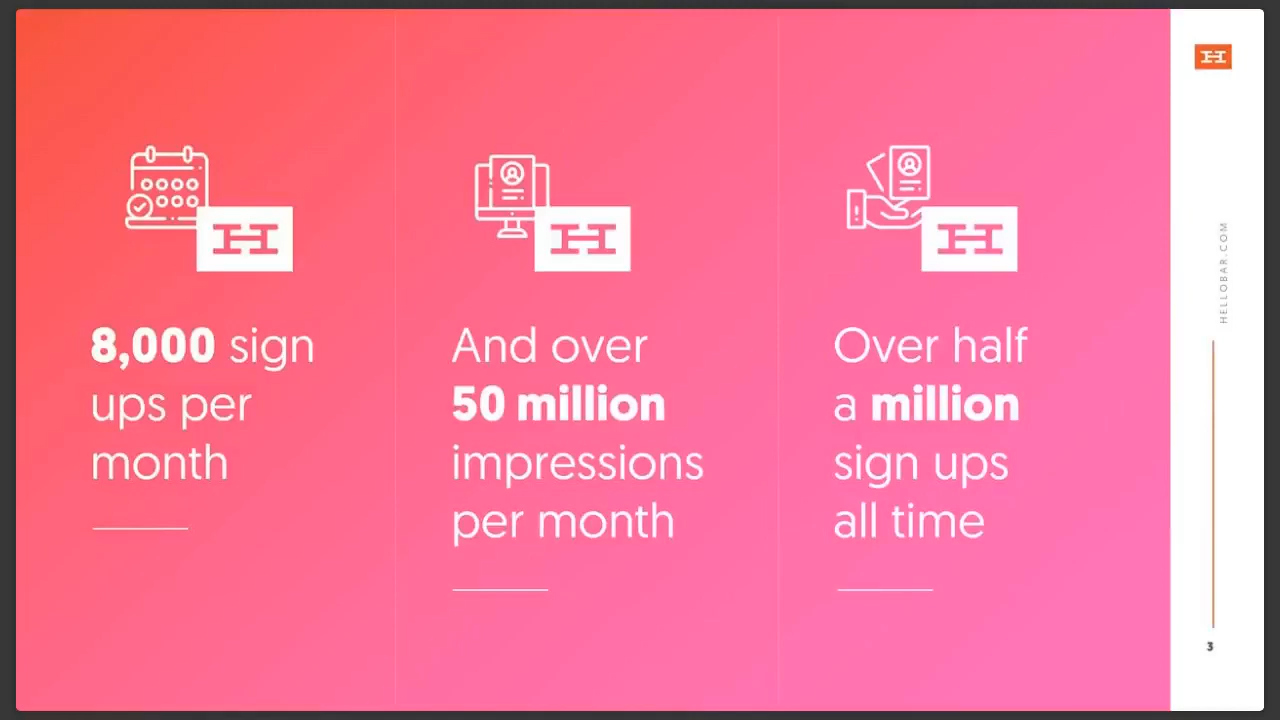 8,000 sign
ups per
month
And over
50 million
impressions
per month
Over half
a million
sign ups
all time
H
H
H
H
HELLOBAR.COM
3